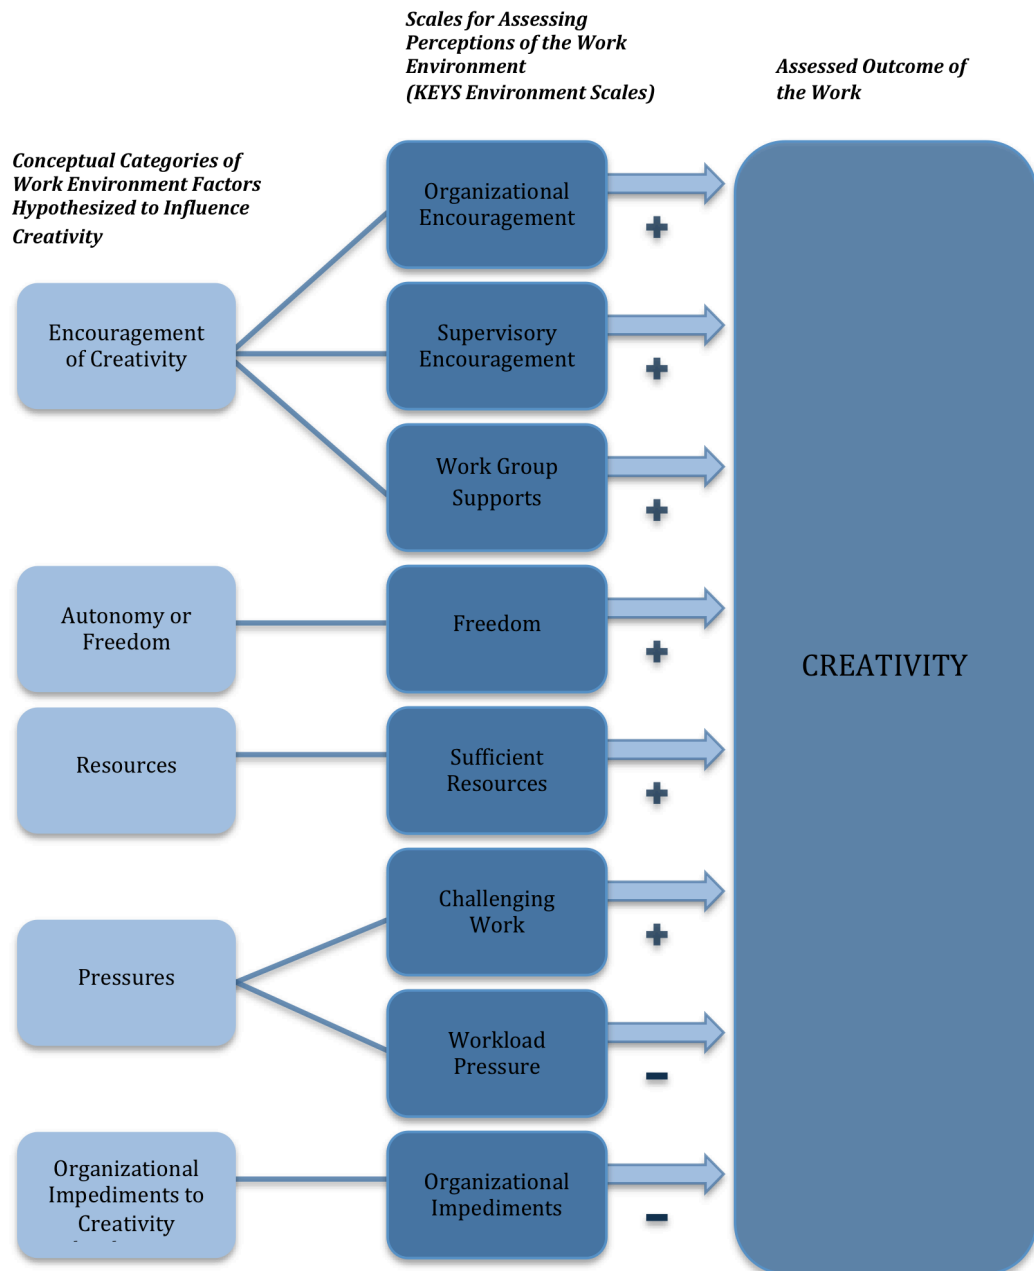 Scales for Assessing
Perceptions of the Work
Environment
(KEYS Environment Scales)
Assessed Outcome of
the Work
Conceptual Categories of
Work Environment Factors
Hypothesized to Influence
Creativity
Organizational
Encouragement
+
Encouragement
of Creativity
Supervisory
Encouragement
+
Work Group
Supports
+
Autonomy or
Freedom
Freedom
+
CREATIVITY
Resources
Sufficient
Resources
+
Challenging
Work
+
Pressures
Workload
Pressure
–
Organizational
Impediments to
Creativity
Organizational
Impediments
–